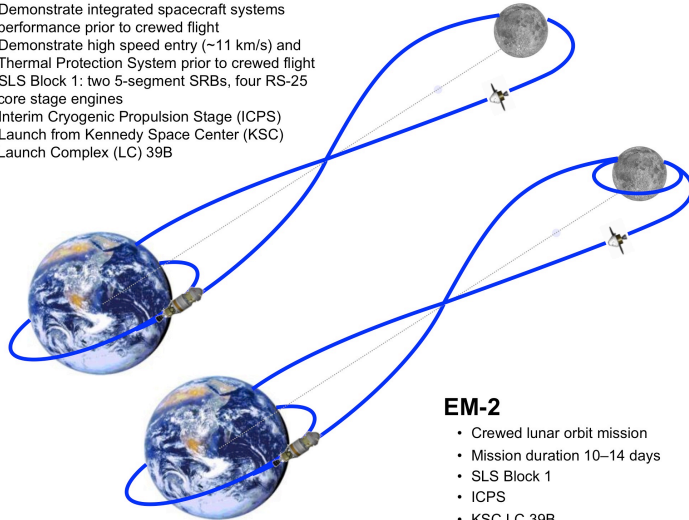 Demonstrate integrated spacecraft systems
performance prior to crewed flight
Demonstrate high speed entry (~11 km/s) and
Thermal Protection System prior to crewed flight
SLS Block 1: two 5-segment SRBs, four RS-25
core stage engines
Interim Cryogenic Propulsion Stage (ICPS)
Launch from Kennedy Space Center (KSC)
Launch Complex (LC) 39B
EM-2
• Crewed lunar orbit mission
• Mission duration 10–14 days
• SLS Block 1
• ICPS
• KSC LC 39B